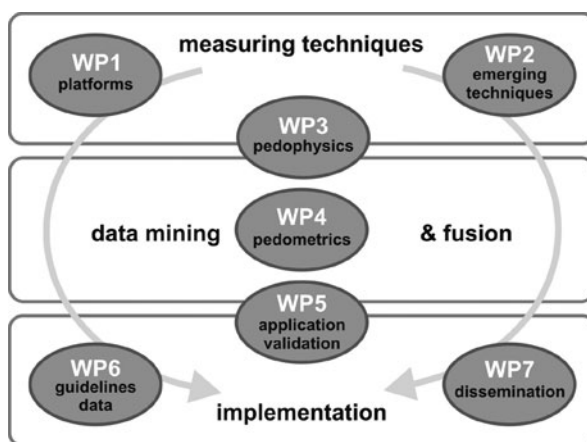 measuring techniques
WP1
platforms
WP2
emerging
techniques
WP3
pedophysics
data mining
WP4
pedometrics
& fusion
WP5
application
validation
WP6
guidelines
data
WP7
dissemination
implementation